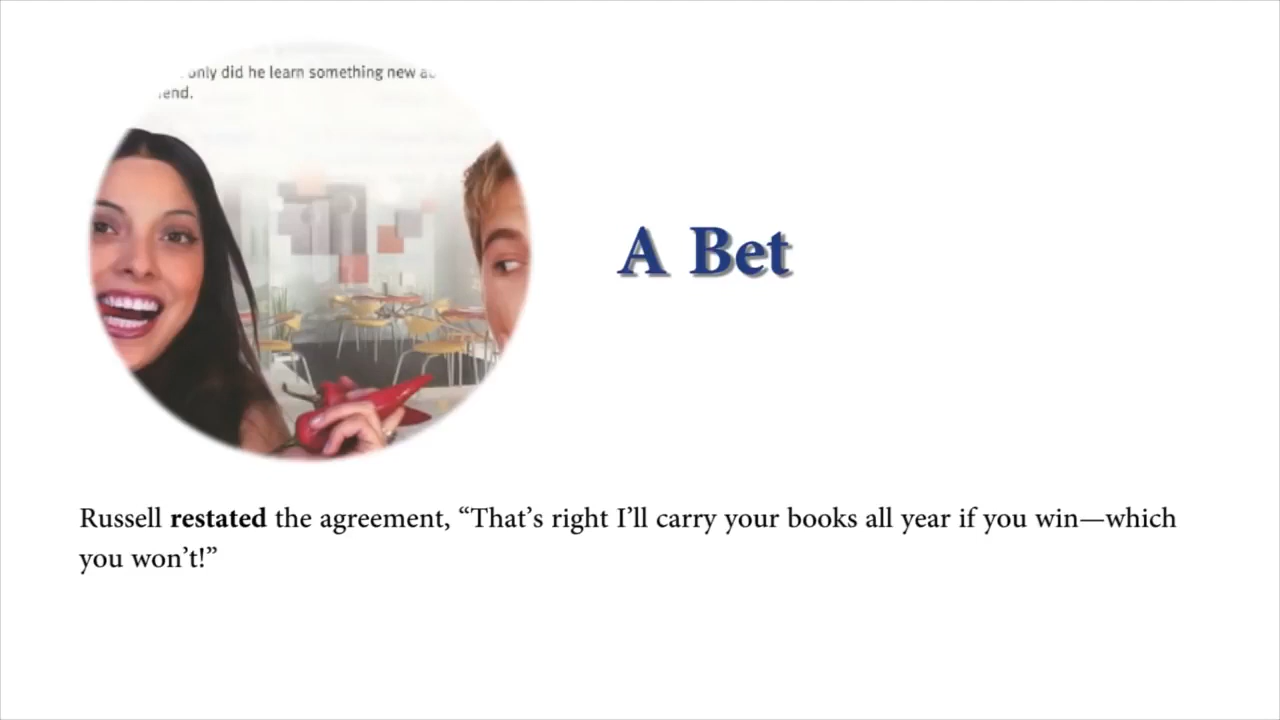 only did he learn something new
A Bet
Russell restated the agreement, “That’s right I’ll carry your books all year if you win—which
you won’t!”